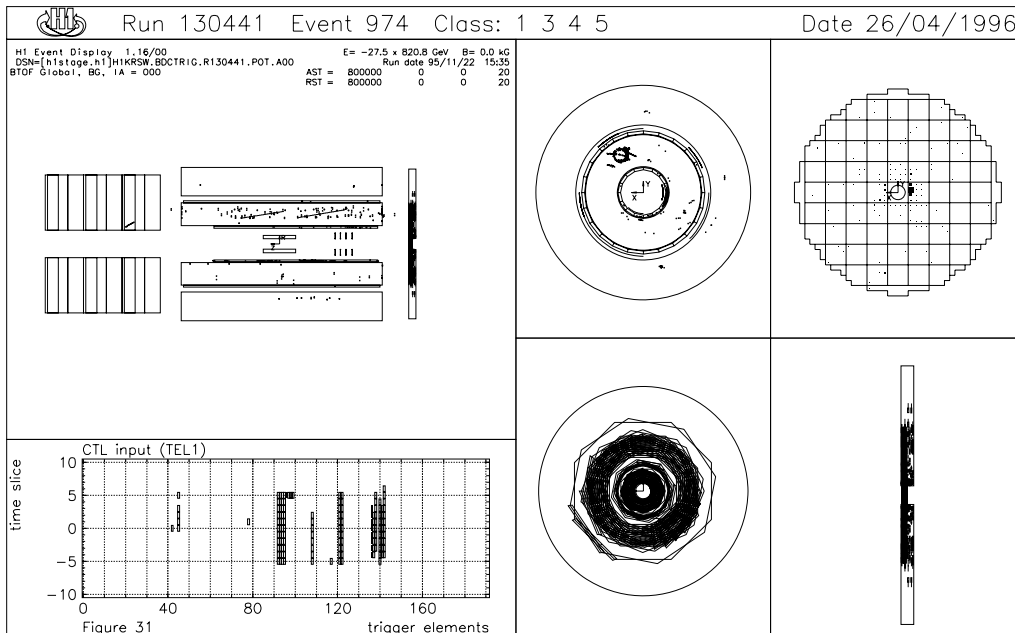 H1 Run 130441 Event 974 Class: 1 3 4 5 Date 26/04/1996
H1 Event Display 1.16/00 E= -27.5 x 820.8 GeV B= 0.0 kG
DSN=[h1stage.h1]H1KRSW.BDCTRIG.R130441.POT.A00 Run date 95/11/22 15:35
BTOF Global, BG, IA = 000 AST = 800000 0 0 20
RST = 800000 0 0 20
Y
X
CTL input (TEL1)
time slice
10
5
0
-5
-10
0 40 80 120 160
Figure 31 trigger elements